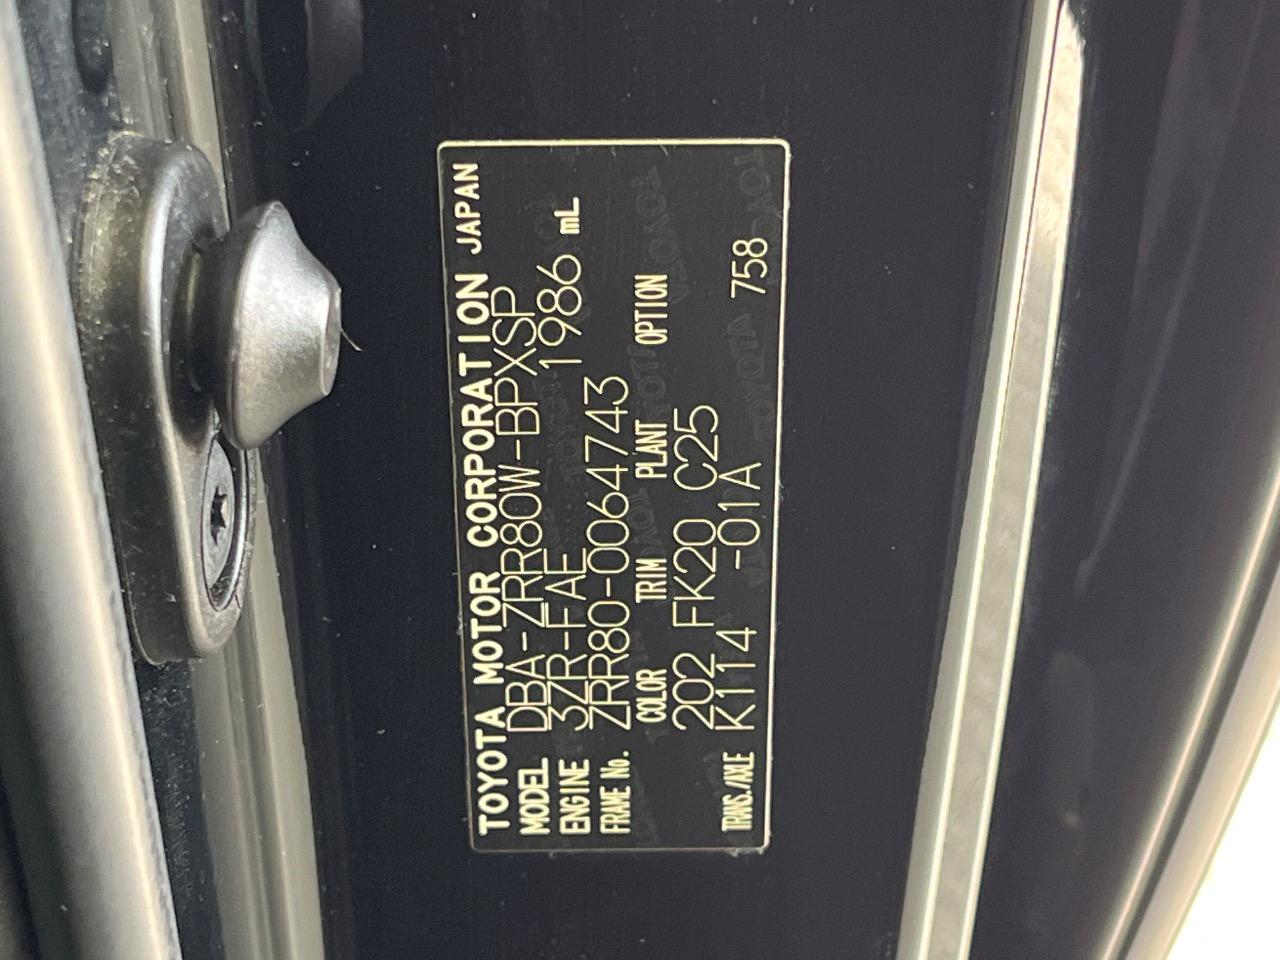 TOYOTA MOTOR CORPORATION JAPAN
MODEL DBA-ZRR80W-BPXSP
ENGINE 3ZR-FAE 1986 mL
FRAME No. ZRR80-0064743
COLOR TRIM PLANT OPTION
202 FK20 C25
TRANS./AXLE K114 -01A 758